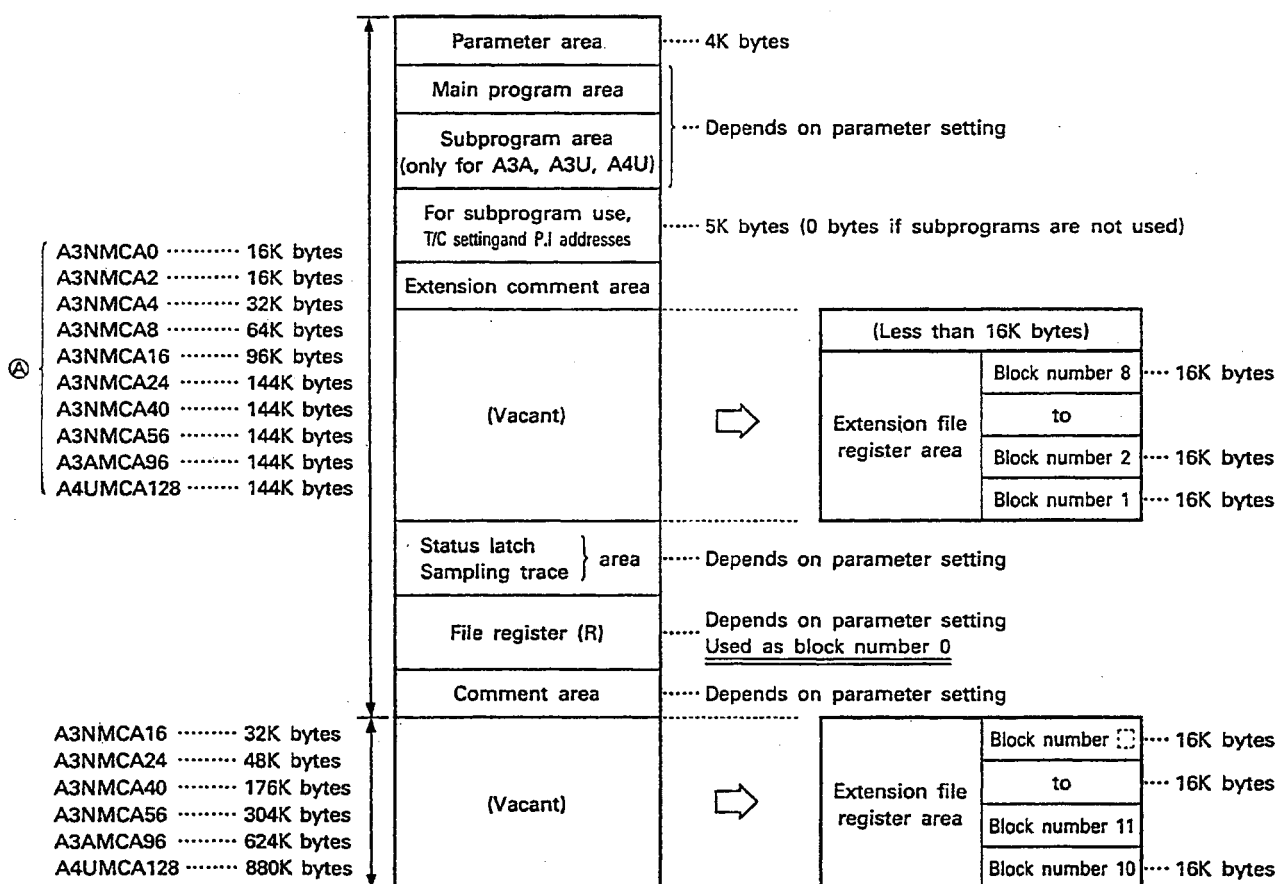 Parameter area
4K bytes
Main program area
Subprogram area
(only for A3A, A3U, A4U)
Depends on parameter setting
For subprogram use,
T/C settingand P.I addresses
5K bytes (0 bytes if subprograms are not used)
Extension comment area
Ⓐ
A3NMCA0 ·········· 16K bytes
A3NMCA2 ·········· 16K bytes
A3NMCA4 ·········· 32K bytes
A3NMCA8 ·········· 64K bytes
A3NMCA16 ·········· 96K bytes
A3NMCA24 ·········· 144K bytes
A3NMCA40 ·········· 144K bytes
A3NMCA56 ·········· 144K bytes
A3AMCA96 ·········· 144K bytes
A4UMCA128 ········ 144K bytes
(Vacant)
(Less than 16K bytes)
Extension file
register area
Block number 8
16K bytes
to
Block number 2
16K bytes
Block number 1
16K bytes
Status latch
Sampling trace
area
Depends on parameter setting
File register (R)
Depends on parameter setting
Used as block number 0
Comment area
Depends on parameter setting
A3NMCA16 ········· 32K bytes
A3NMCA24 ········· 48K bytes
A3NMCA40 ········· 176K bytes
A3NMCA56 ········· 304K bytes
A3AMCA96 ········· 624K bytes
A4UMCA128 ········ 880K bytes
(Vacant)
Extension file
register area
Block number
16K bytes
to
16K bytes
Block number 11
Block number 10
16K bytes